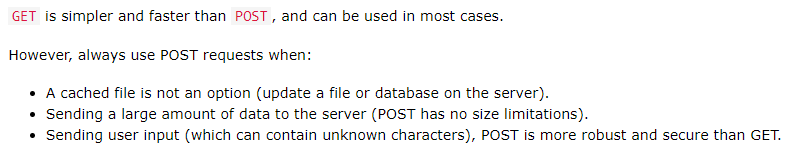 GET is simpler and faster than POST, and can be used in most cases.
However, always use POST requests when:
• A cached file is not an option (update a file or database on the server).
• Sending a large amount of data to the server (POST has no size limitations).
• Sending user input (which can contain unknown characters), POST is more robust and secure than GET.